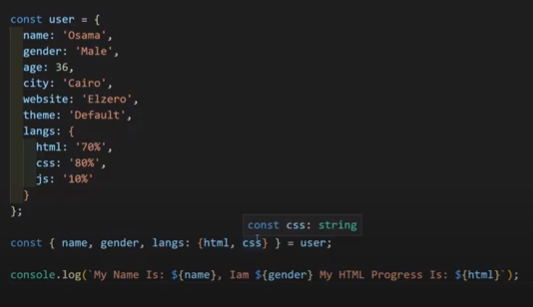 const user = {
  name: 'Osama',
  gender: 'Male',
  age: 36,
  city: 'Cairo',
  website: 'Elzero',
  theme: 'Default',
  langs: {
    html: '70%',
    css: '80%',
    js: '10%'
  }
};
const css: string
const { name, gender, langs: {html, css} } = user;
console.log(`My Name Is: ${name}, Iam ${gender} My HTML Progress Is: ${html}`);